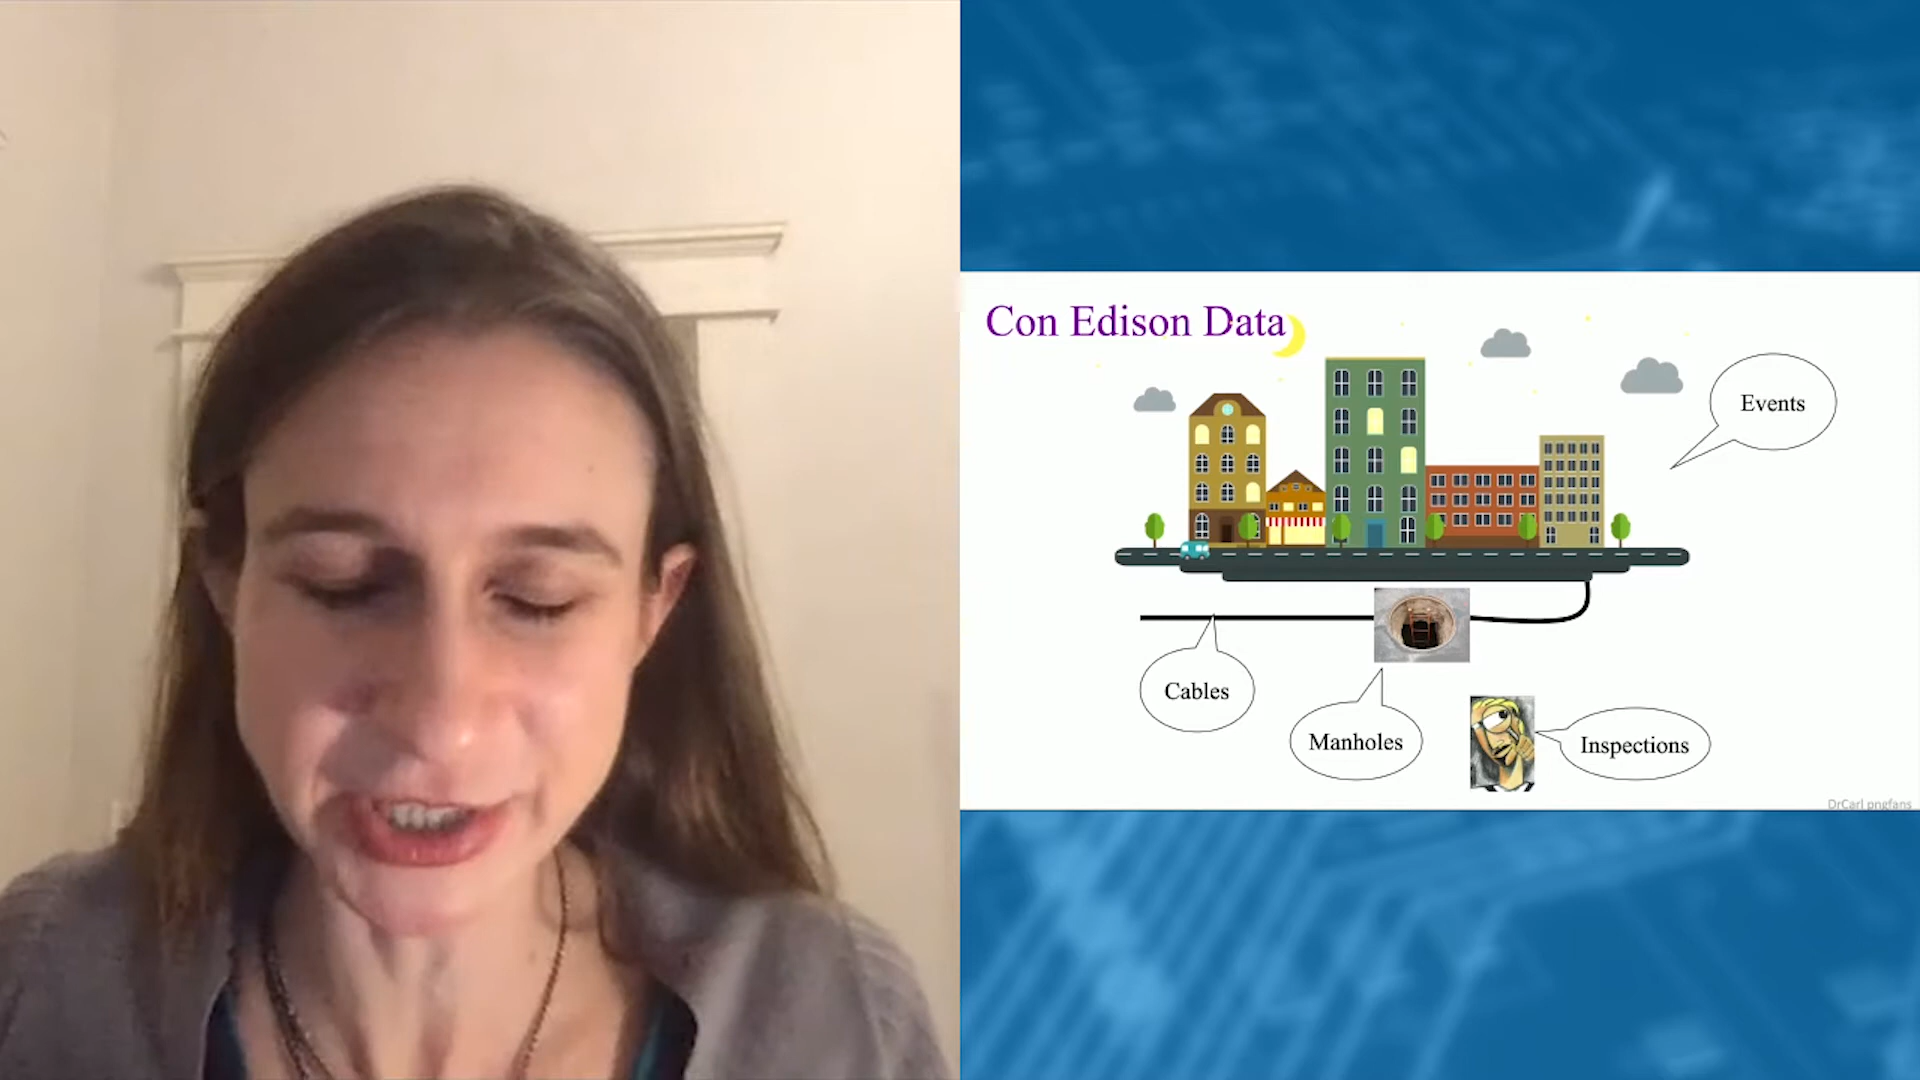 Con Edison Data
Events
Cables
Manholes
Inspections
DrCarl pngfans